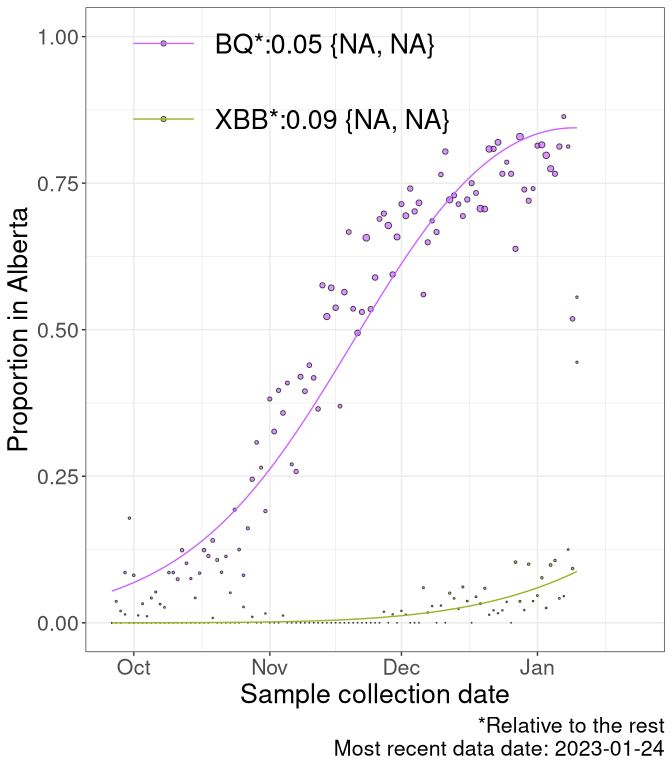 BQ*:0.05 {NA, NA}
XBB*:0.09 {NA, NA}
1.00
0.75
0.50
0.25
0.00
Proportion in Alberta
Oct Nov Dec Jan
Sample collection date
*Relative to the rest
Most recent data date: 2023-01-24